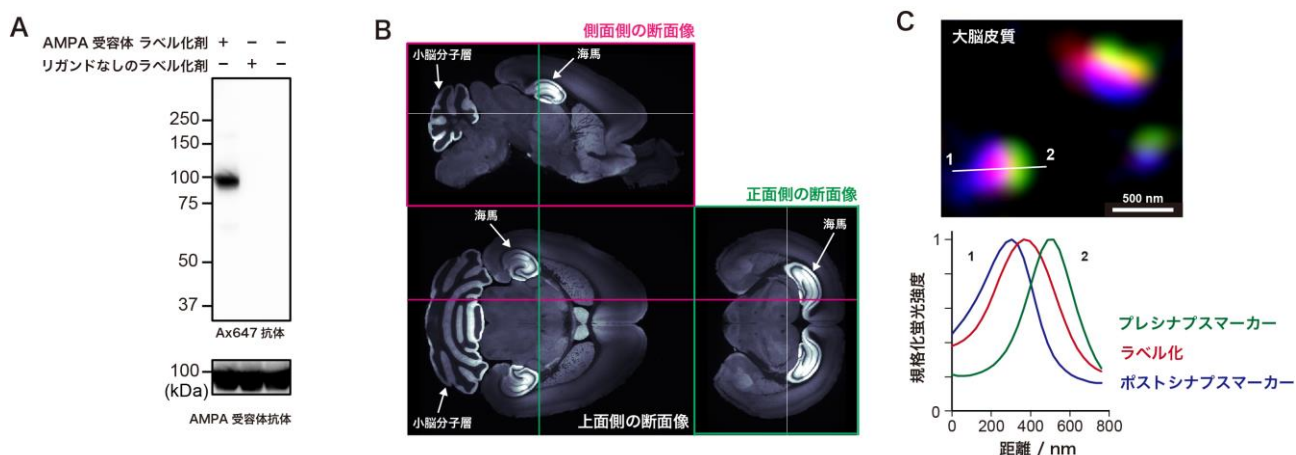 A
AMPA 受容体 ラベル化剤 + − −
リガンドなしのラベル化剤 − + −
250
150
100
75
50
37
Ax647 抗体
100
(kDa)
AMPA 受容体抗体
B
側面側の断面像
小脳分子層
海馬
正面側の断面像
海馬
海馬
小脳分子層
上面側の断面像
C
大脳皮質
1
2
500 nm
1
1
2
規格化蛍光強度
プレシナプスマーカー
ラベル化
ポストシナプスマーカー
0
0 200 400 600 800
距離 / nm